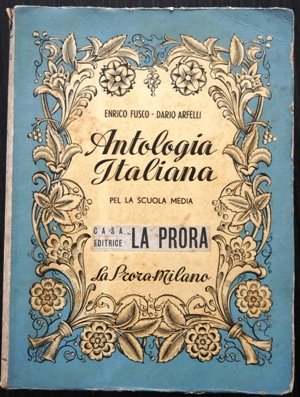 ENRICO FUSCO - DARIO ARFELLI
Antologia
Italiana
PEL LA SCUOLA MEDIA
CASA
EDITRICE LA PRORA
La Prora - Milano